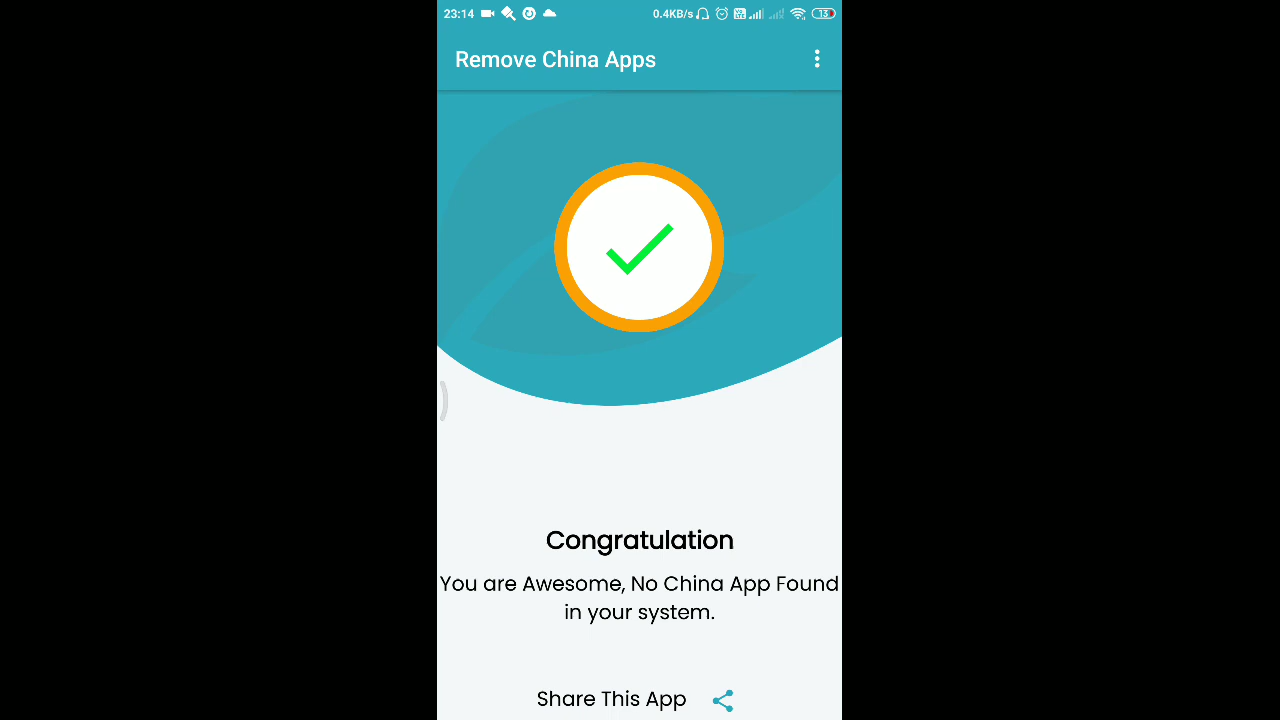 23:14 0.4KB/s 13
Remove China Apps
Congratulation
You are Awesome, No China App Found
in your system.
Share This App